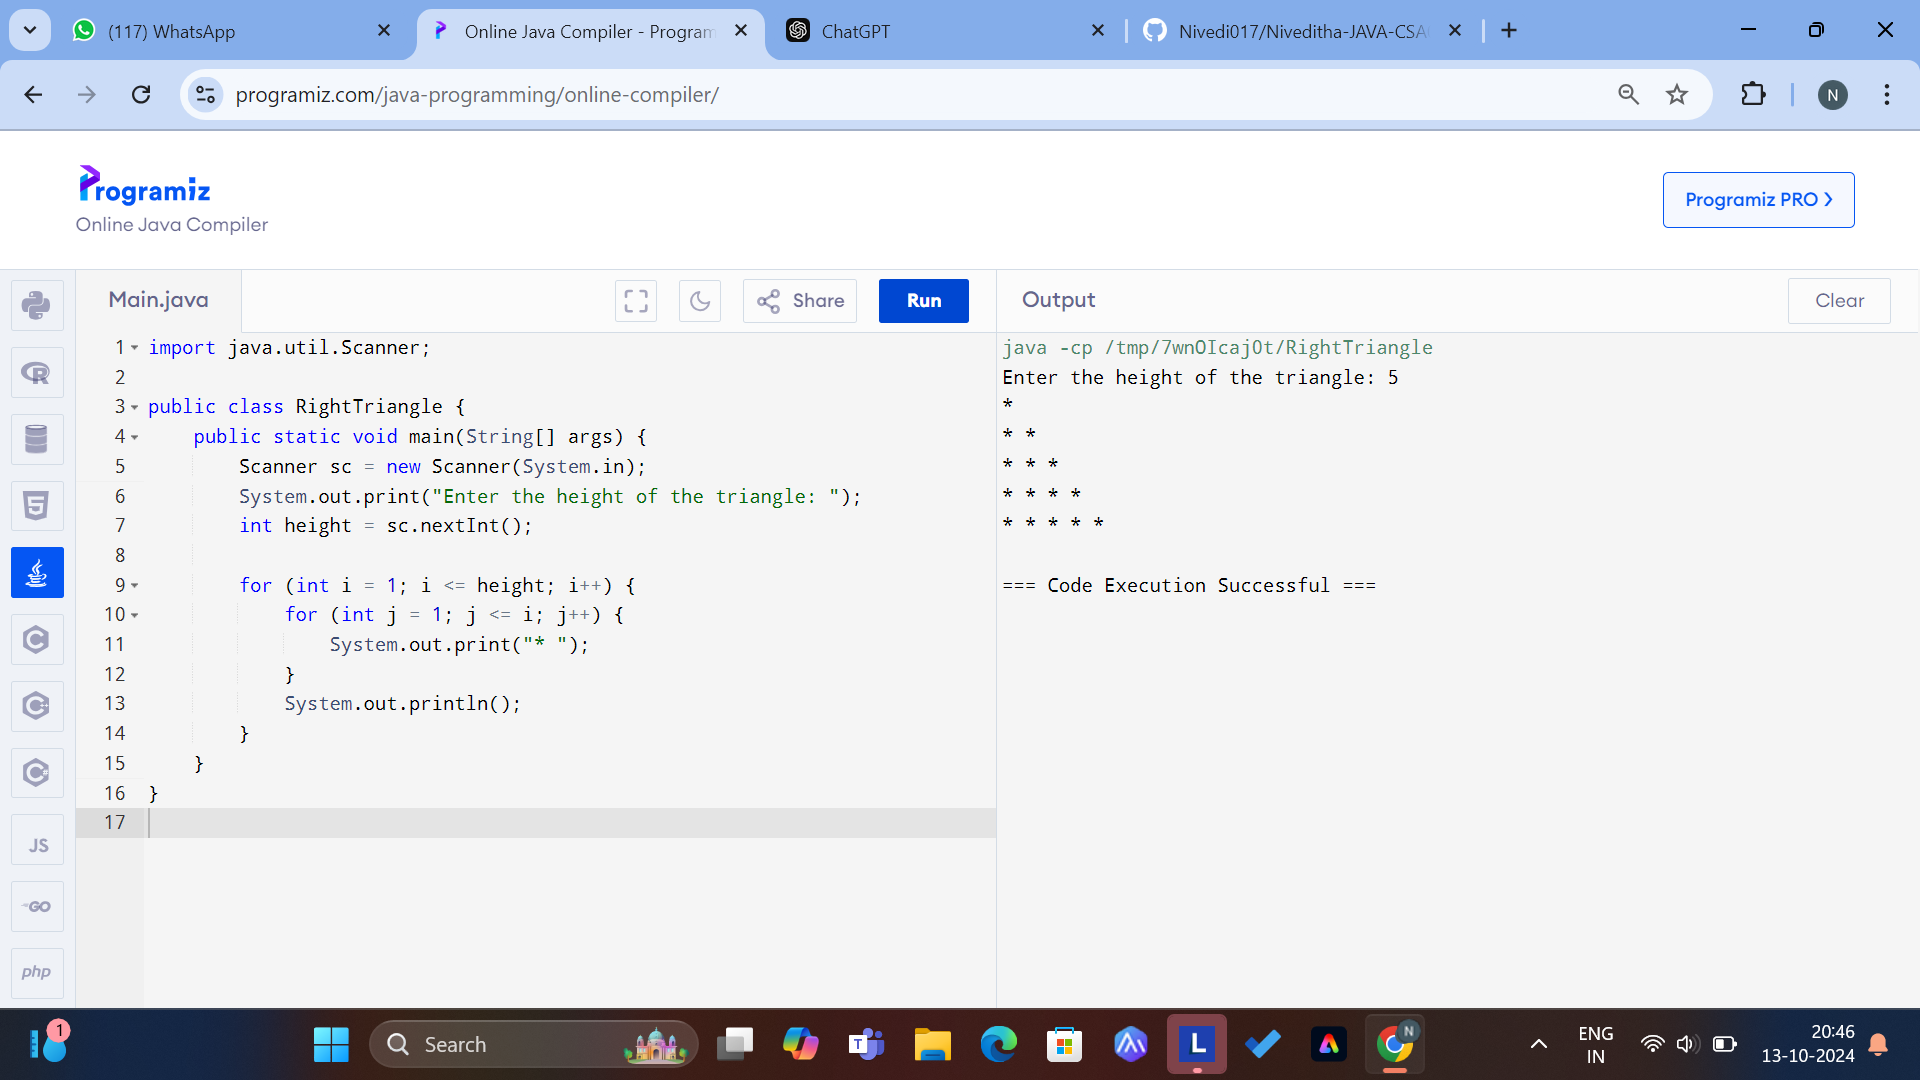 (117) WhatsApp
Online Java Compiler - Program
ChatGPT
Nivedi017/Niveditha-JAVA-CSA
programiz.com/java-programming/online-compiler/
N
Programiz
Online Java Compiler
Programiz PRO
Main.java
Share
Run
Output
Clear
1 import java.util.Scanner;
2
3 public class RightTriangle {
4     public static void main(String[] args) {
5         Scanner sc = new Scanner(System.in);
6         System.out.print("Enter the height of the triangle: ");
7         int height = sc.nextInt();
8
9         for (int i = 1; i <= height; i++) {
10             for (int j = 1; j <= i; j++) {
11                 System.out.print("* ");
12             }
13             System.out.println();
14         }
15     }
16 }
17
java -cp /tmp/7wnOIcaj0t/RightTriangle
Enter the height of the triangle: 5
*
* *
* * *
* * * *
* * * * *
=== Code Execution Successful ===
R
5
C
C++
C#
JS
GO
php
1
Search
T
L
N
ENG
IN
20:46
13-10-2024